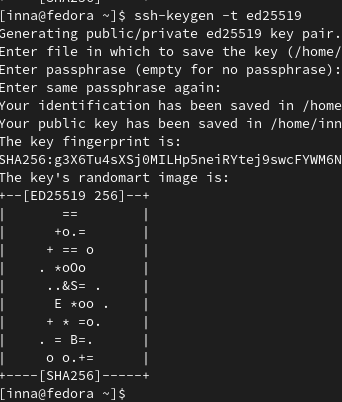 [inna@fedora ~]$ ssh-keygen -t ed25519
Generating public/private ed25519 key pair.
Enter file in which to save the key (/home/
Enter passphrase (empty for no passphrase):
Enter same passphrase again:
Your identification has been saved in /home
Your public key has been saved in /home/inn
The key fingerprint is:
SHA256:g3X6Tu4sXSj0MILHp5neiRYtej9swcFYWM6N
The key's randomart image is:
+--[ED25519 256]--+
|       ==        |
|      +o.=       |
|     + == o      |
|    . *oOo       |
|     ..&S= .     |
|      E *oo .    |
|     + * =o.     |
|    . = B=.      |
|     o o.+=      |
+----[SHA256]-----+
[inna@fedora ~]$